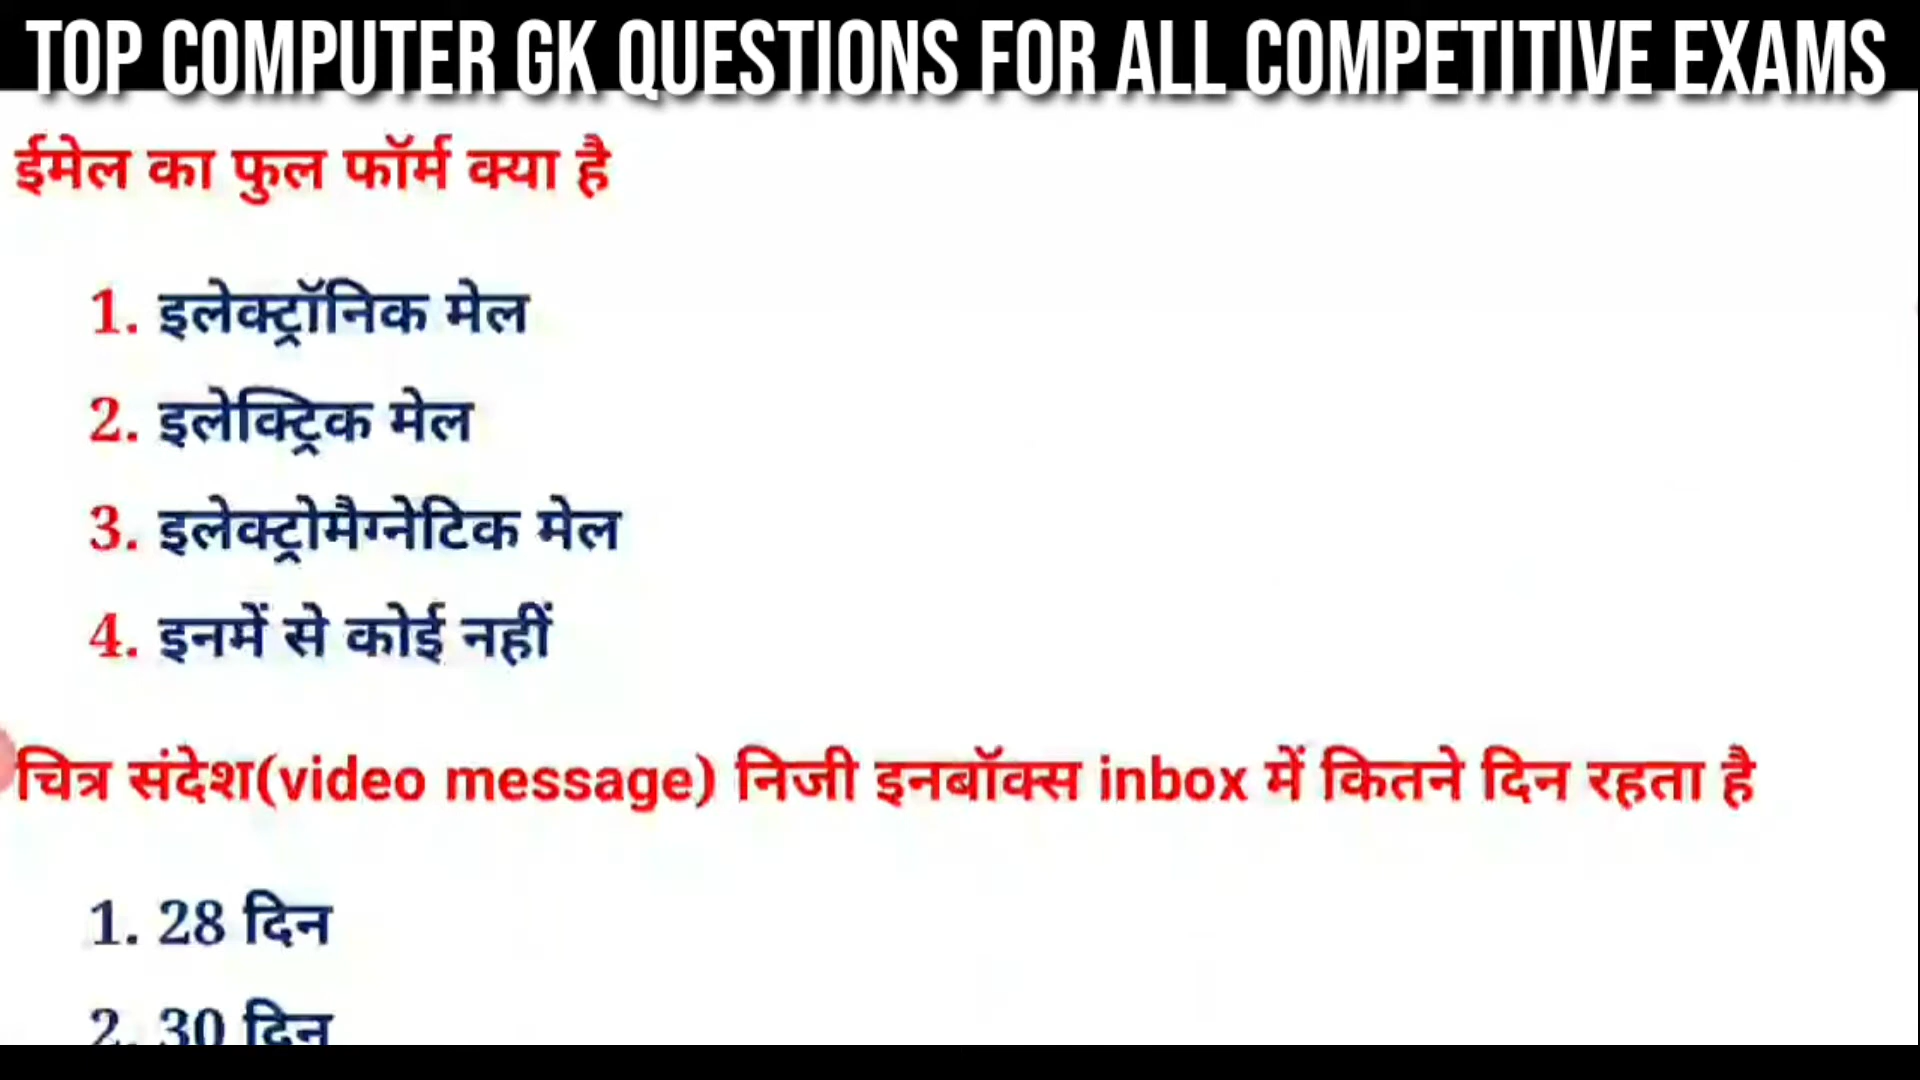 TOP COMPUTER GK QUESTIONS FOR ALL COMPETITIVE EXAMS
ईमेल का फुल फॉर्म क्या है
1. इलेक्ट्रॉनिक मेल
2. इलेक्ट्रिक मेल
3. इलेक्ट्रोमैग्नेटिक मेल
4. इनमें से कोई नहीं
चित्र संदेश(video message) निजी इनबॉक्स inbox में कितने दिन रहता है
1. 28 दिन
2. 30 दिन